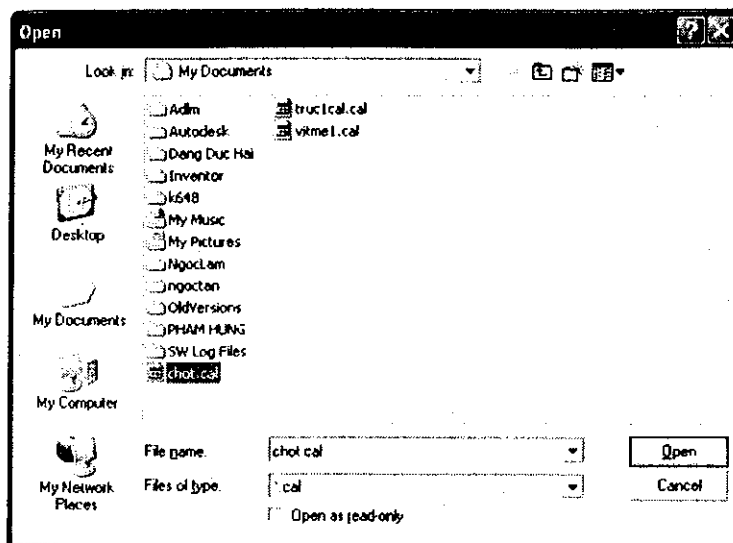 Open
Look in: My Documents
My Recent
Documents
Desktop
My Documents
My Computer
My Network
Places
Adlm
Autodesk
Dang Duc Hai
Inventor
k648
My Music
My Pictures
NgocLam
ngoctan
OldVersions
PHAM HUNG
SW Log Files
chot.cal
truc1cal.cal
vitme1.cal
File name. chot cal Open
Files of type. *.cal Cancel
Open as read-only